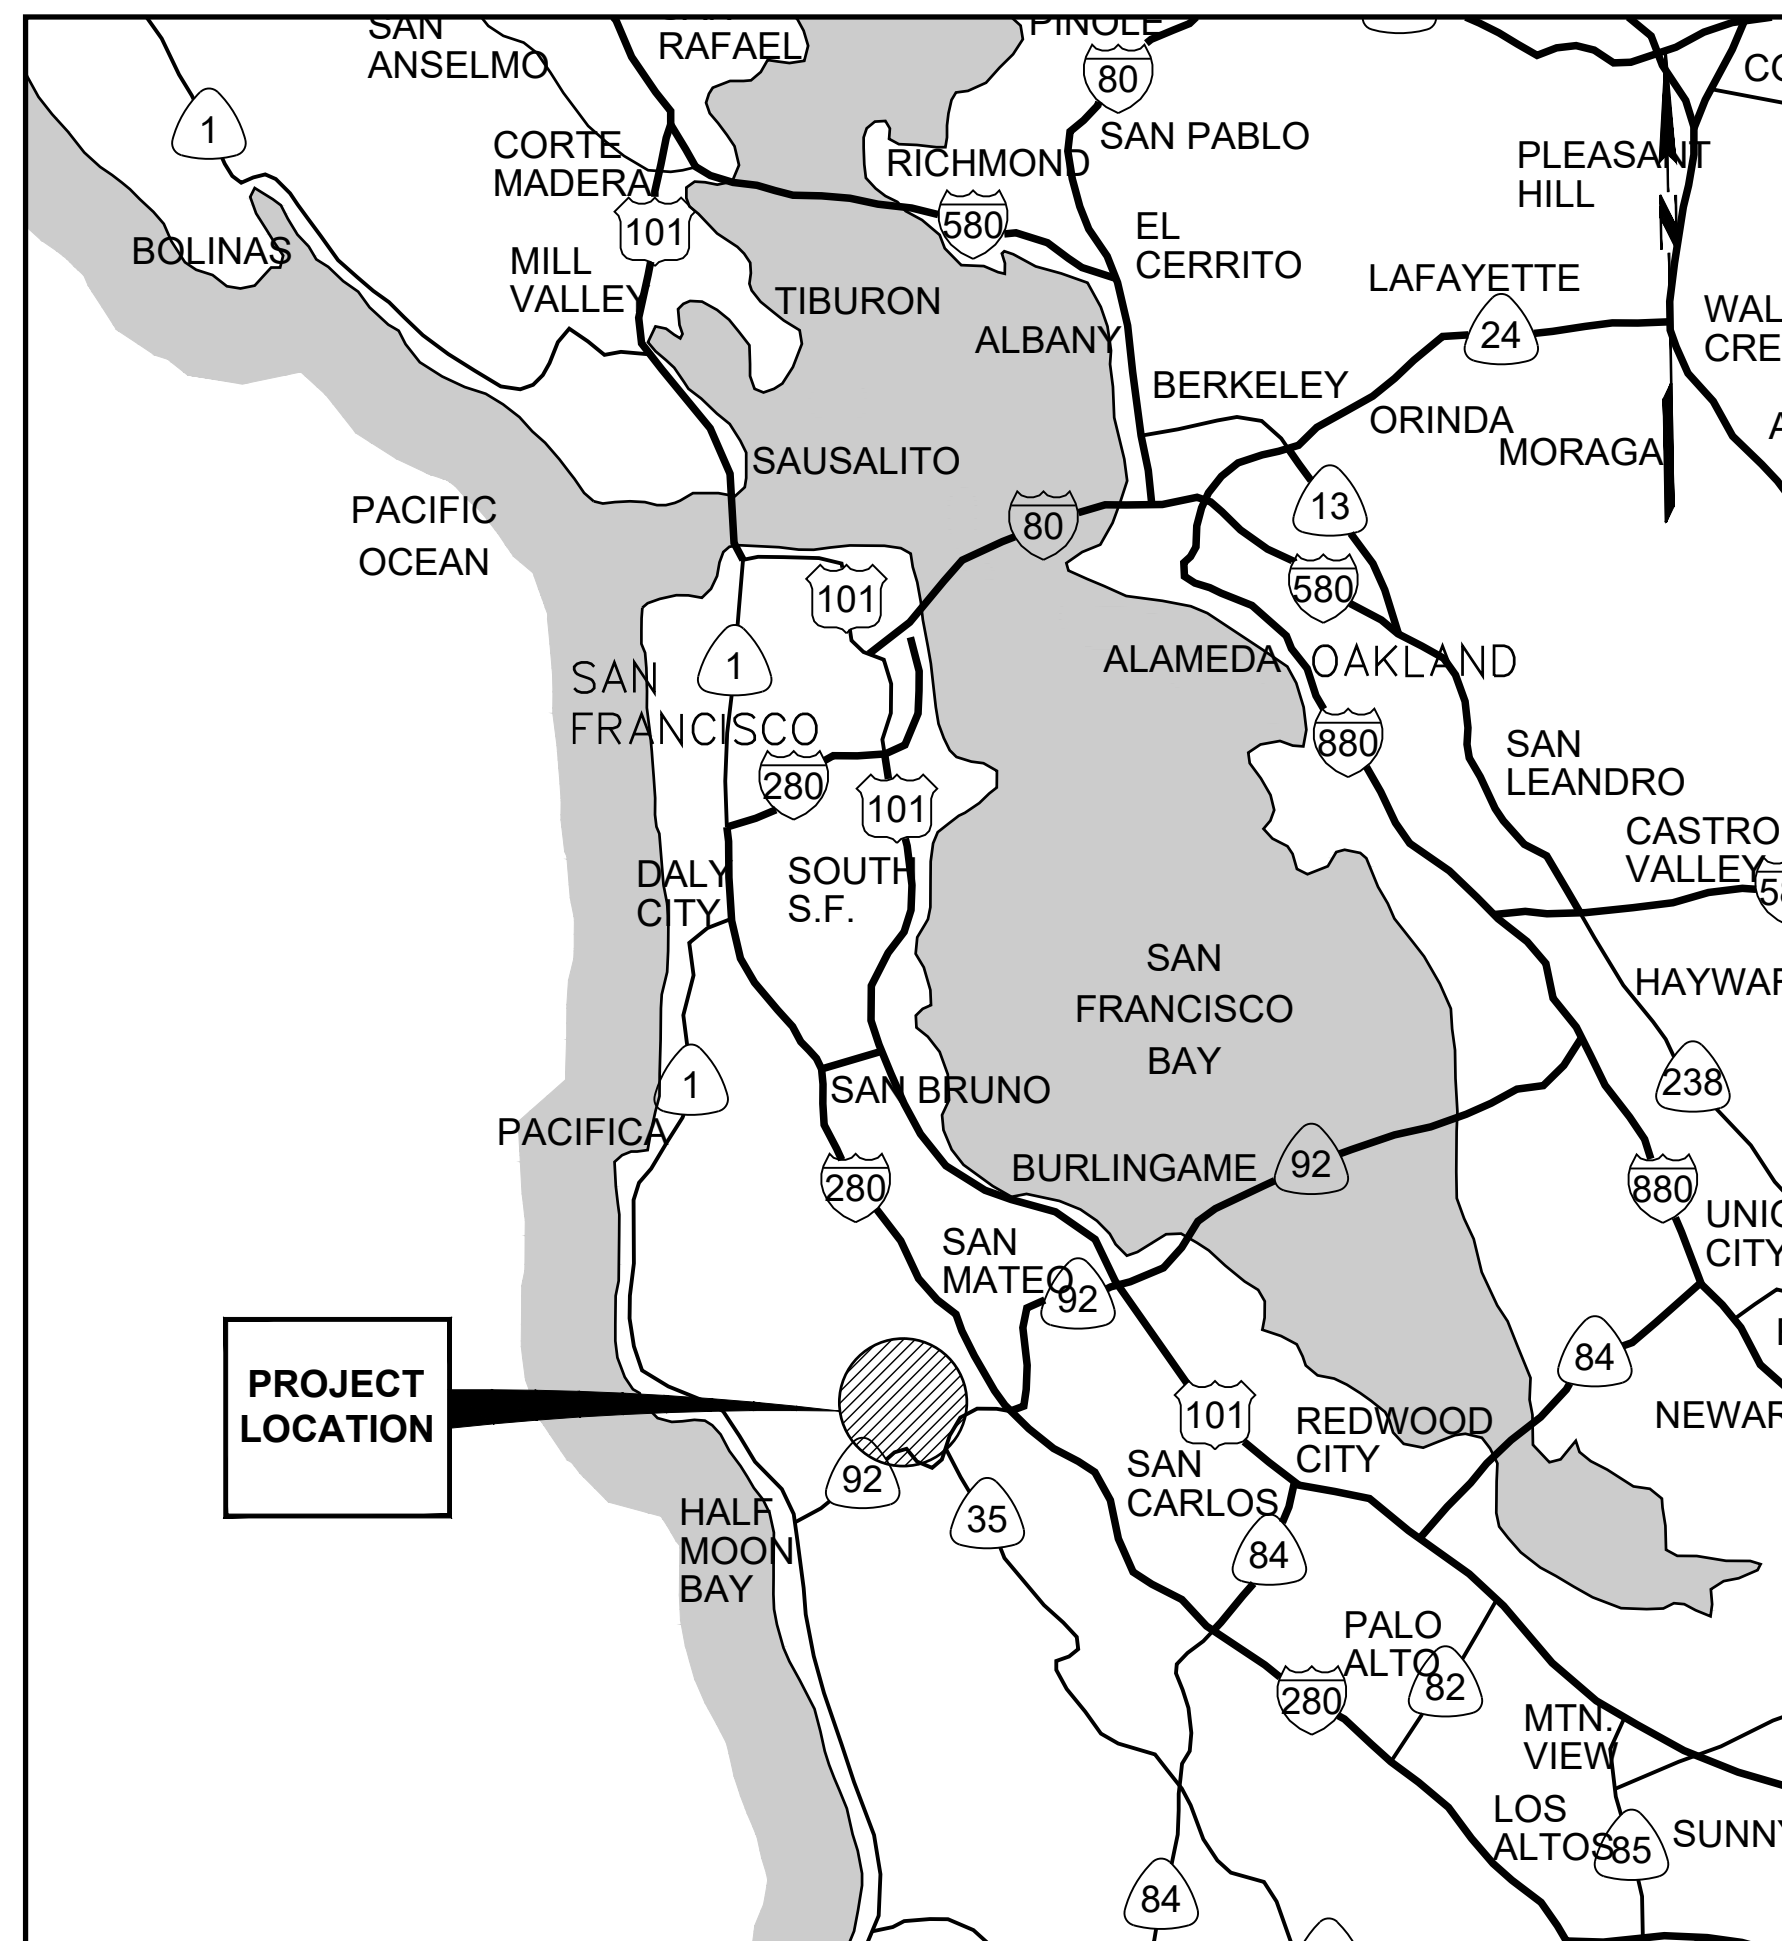 SAN
ANSELMO
RAFAEL
PINOLE
80
1
CORTE
MADERA
RICHMOND
SAN PABLO
PLEASANT
HILL
101
580
EL
CERRITO
BOLINAS
MILL
VALLEY
TIBURON
LAFAYETTE
24
ALBANY
BERKELEY
ORINDA
MORAGA
SAUSALITO
PACIFIC
OCEAN
80
13
580
101
1
SAN
FRANCISCO
ALAMEDA
OAKLAND
880
280
101
SAN
LEANDRO
CASTRO
VALLEY
DALY
CITY
SOUTH
S.F.
SAN
FRANCISCO
BAY
1
SAN BRUNO
238
PACIFICA
BURLINGAME
92
280
880
CITY
SAN
MATEO
92
84
PROJECT
LOCATION
101
REDWOOD
CITY
92
SAN
CARLOS
35
84
HALF
MOON
BAY
PALO
ALTO
82
280
MTN.
VIEW
LOS
ALTOS
85
84